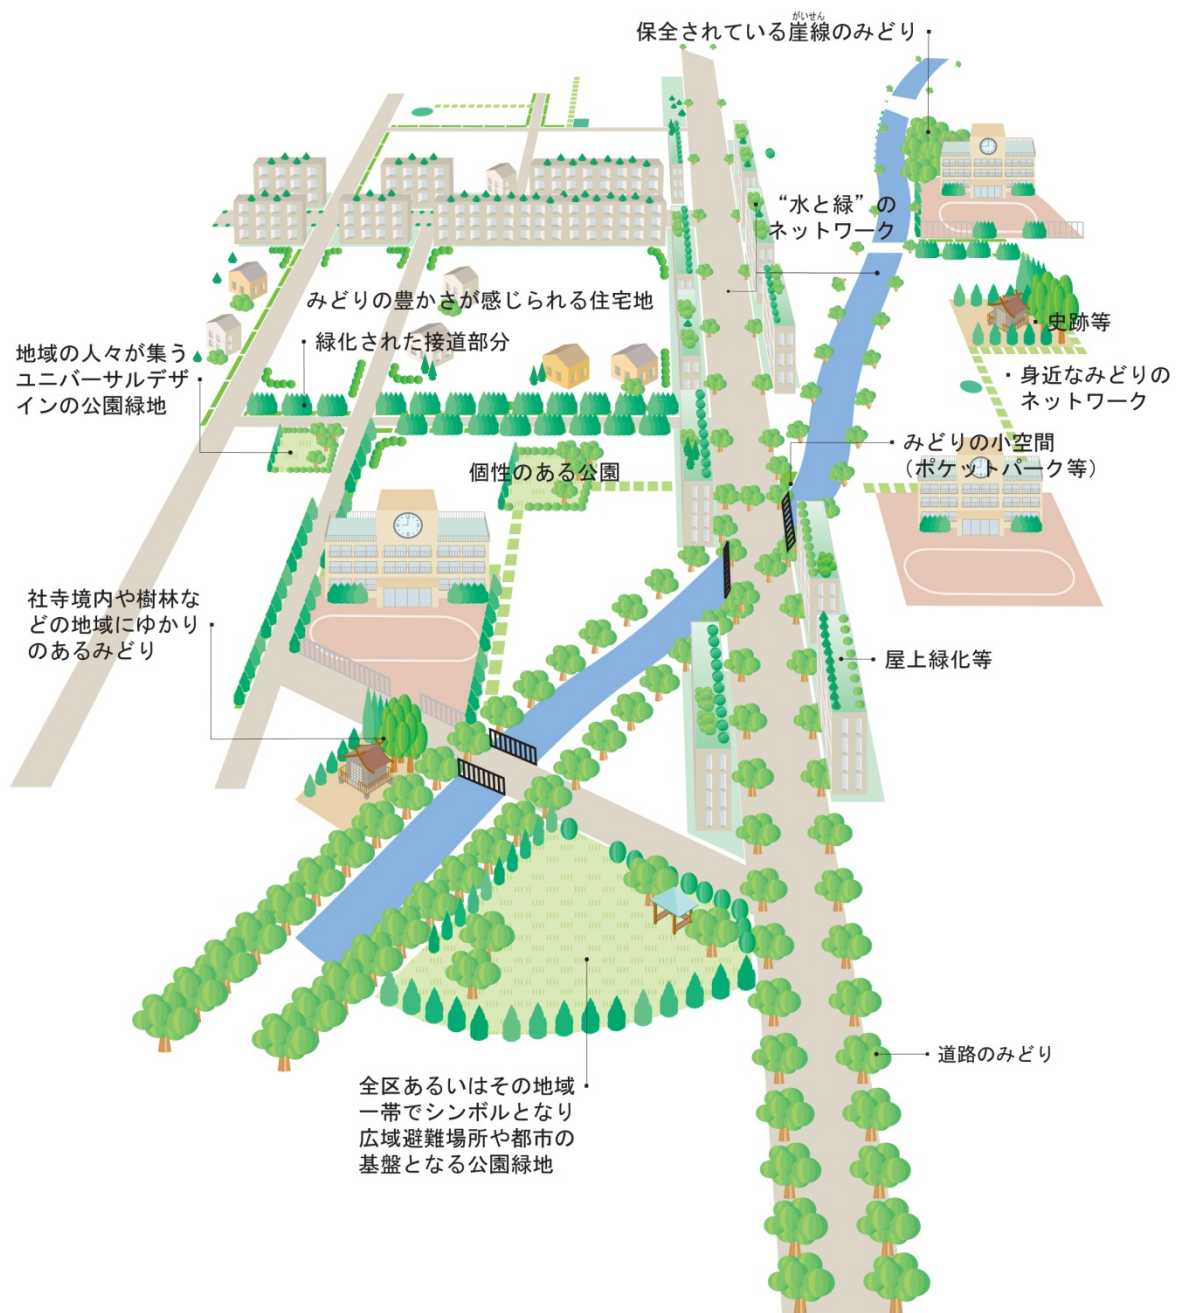 がいせん
保全されている崖線のみどり
“水と緑”の
ネットワーク
みどりの豊かさが感じられる住宅地
史跡等
緑化された接道部分
地域の人々が集う
ユニバーサルデザ
インの公園緑地
身近なみどりの
ネットワーク
みどりの小空間
（ポケットパーク等）
個性のある公園
社寺境内や樹林な
どの地域にゆかり
のあるみどり
屋上緑化等
道路のみどり
全区あるいはその地域
一帯でシンボルとなり
広域避難場所や都市の
基盤となる公園緑地